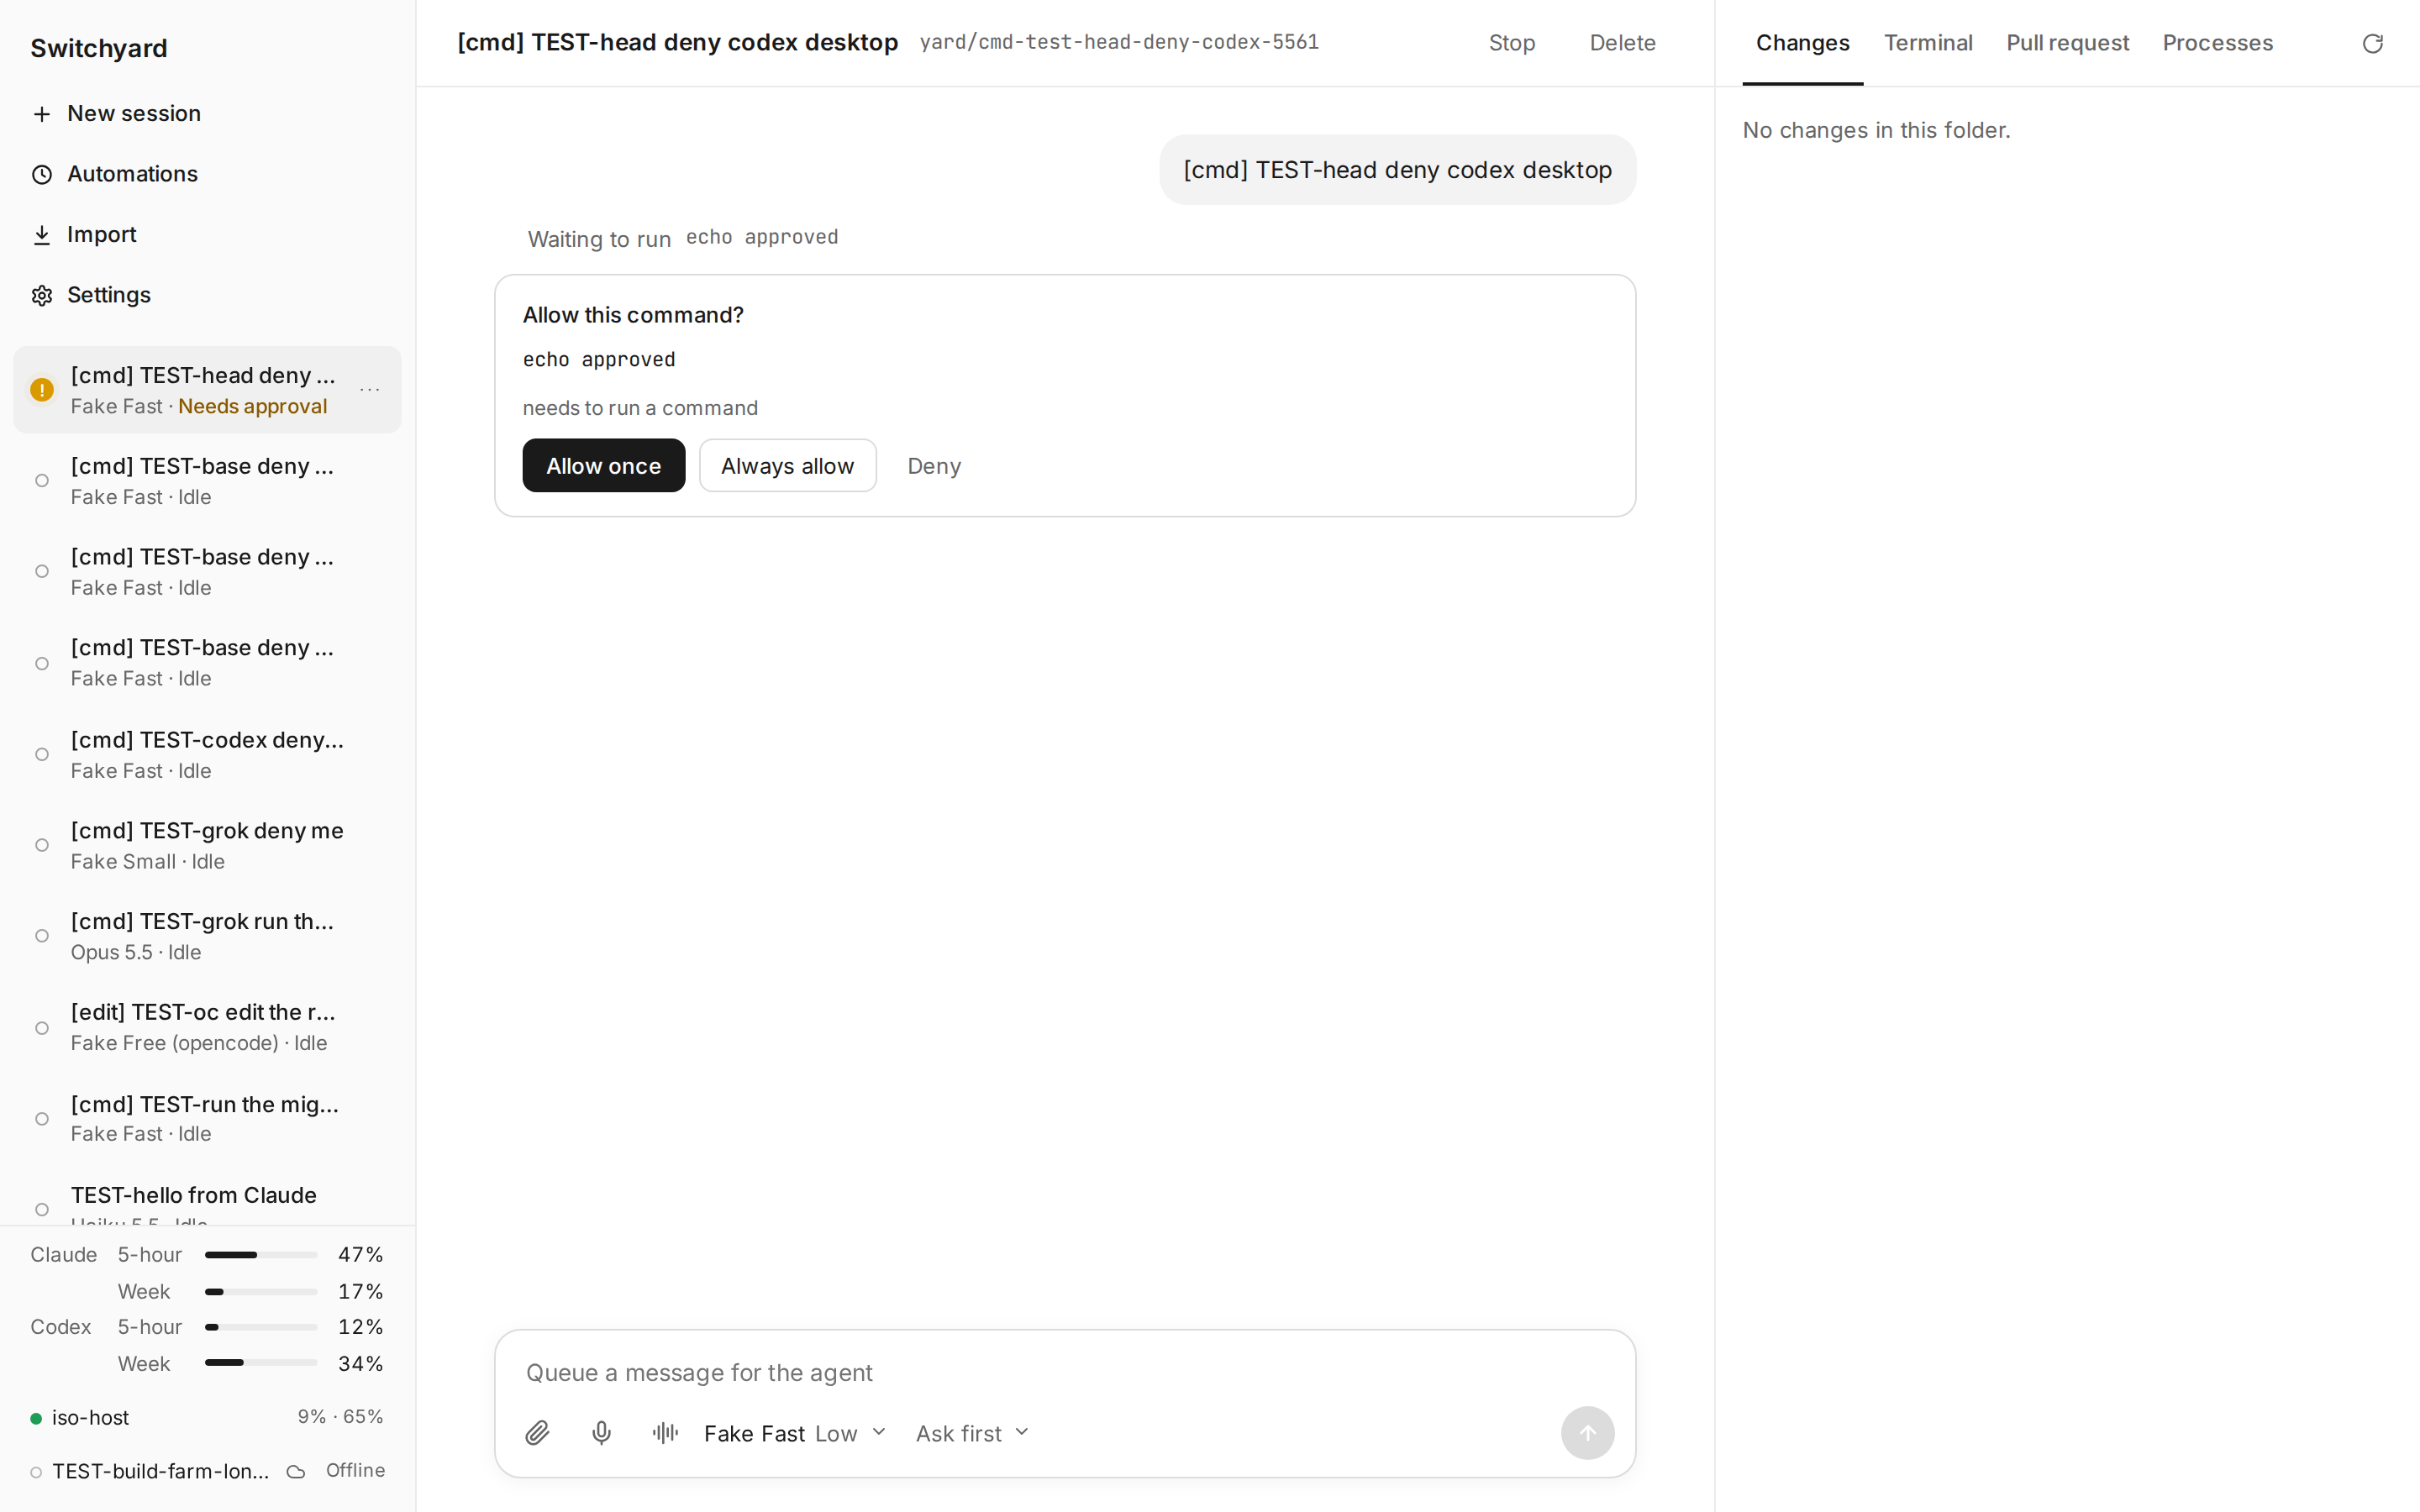 Switchyard
New session
Automations
Import
Settings
[cmd] TEST-head deny ...
Fake Fast · Needs approval
[cmd] TEST-base deny ...
Fake Fast · Idle
[cmd] TEST-base deny ...
Fake Fast · Idle
[cmd] TEST-base deny ...
Fake Fast · Idle
[cmd] TEST-codex deny...
Fake Fast · Idle
[cmd] TEST-grok deny me
Fake Small · Idle
[cmd] TEST-grok run th...
Opus 5.5 · Idle
[edit] TEST-oc edit the r...
Fake Free (opencode) · Idle
[cmd] TEST-run the mig...
Fake Fast · Idle
TEST-hello from Claude
Haiku 5.5 · Idle
Claude 5-hour 47%
Week 17%
Codex 5-hour 12%
Week 34%
iso-host 9% · 65%
TEST-build-farm-lon... Offline
[cmd] TEST-head deny codex desktop yard/cmd-test-head-deny-codex-5561 Stop Delete
[cmd] TEST-head deny codex desktop
Waiting to run echo approved
Allow this command?
echo approved
needs to run a command
Allow once Always allow Deny
Queue a message for the agent
Fake Fast Low Ask first
Changes Terminal Pull request Processes
No changes in this folder.